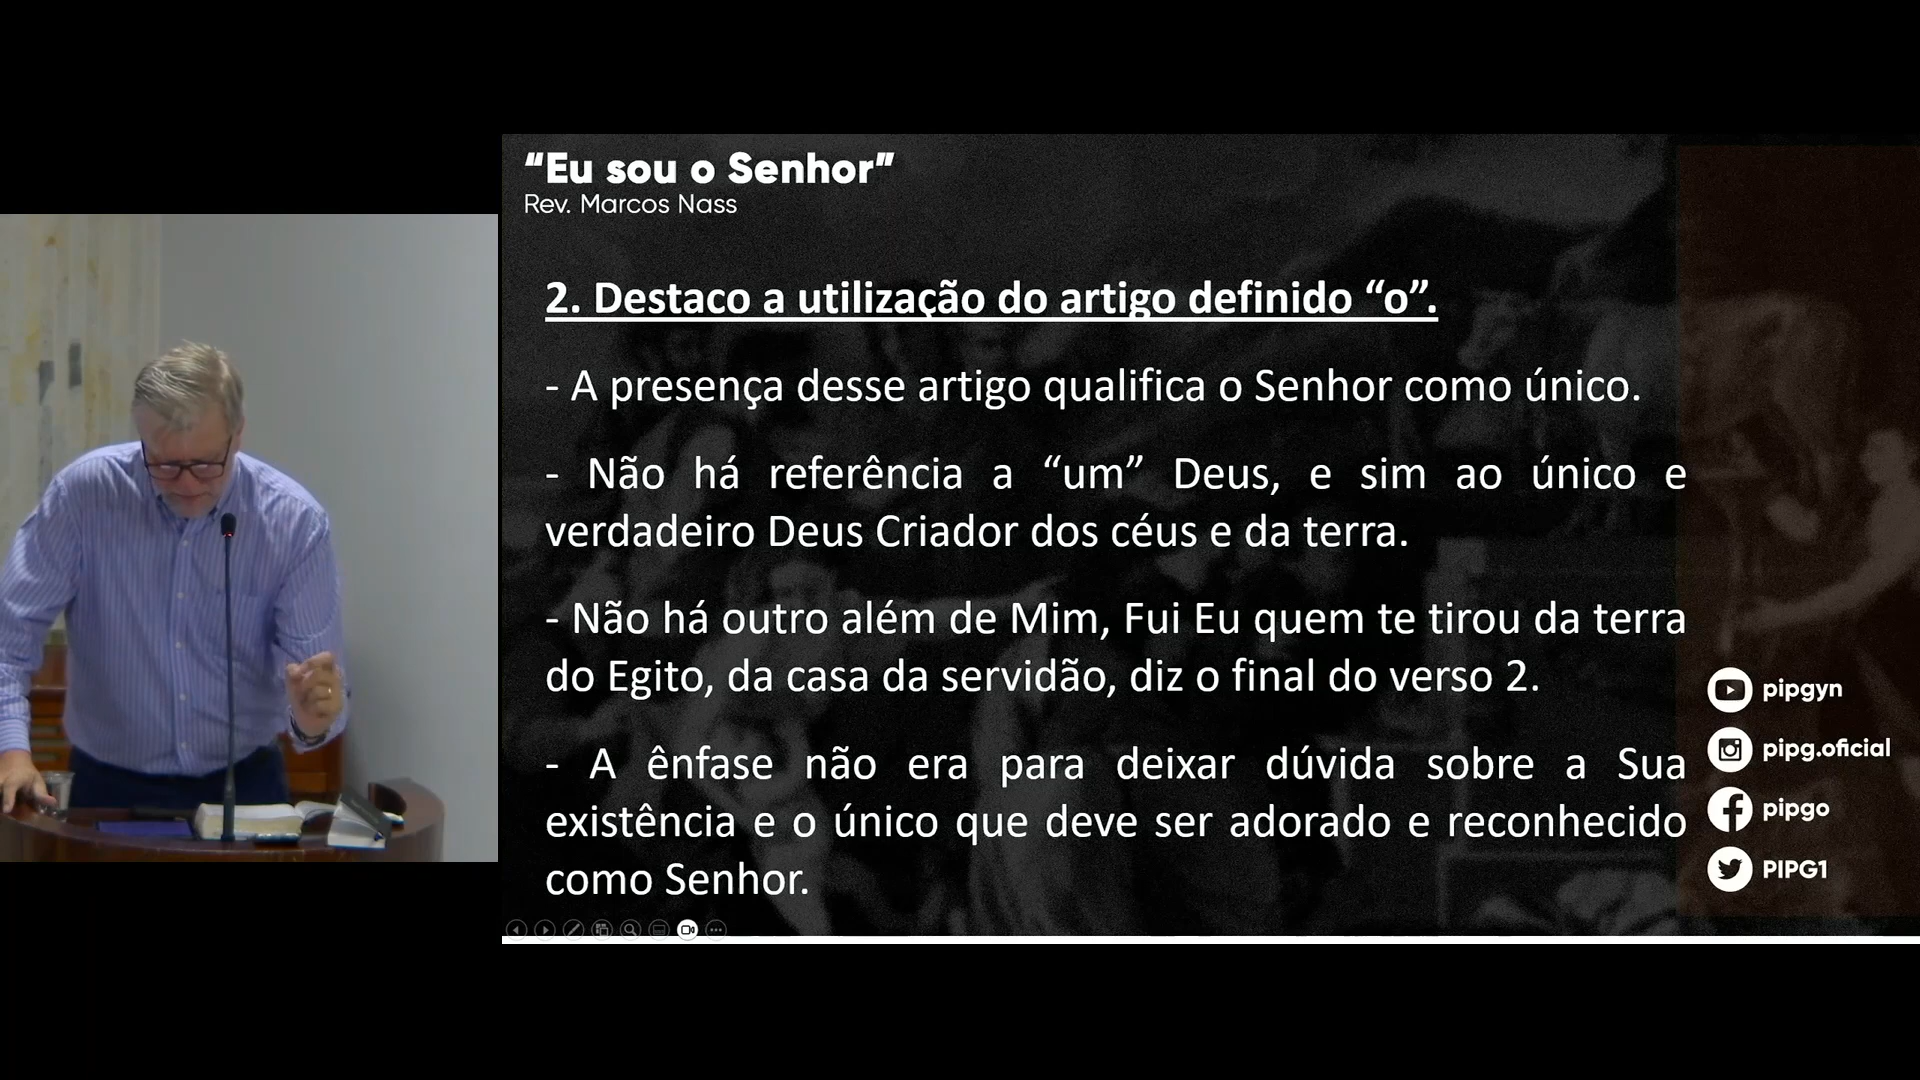 “Eu sou o Senhor”
Rev. Marcos Nass
2. Destaco a utilização do artigo definido “o”.
- A presença desse artigo qualifica o Senhor como único.
- Não há referência a “um” Deus, e sim ao único e
verdadeiro Deus Criador dos céus e da terra.
- Não há outro além de Mim, Fui Eu quem te tirou da terra
do Egito, da casa da servidão, diz o final do verso 2.
- A ênfase não era para deixar dúvida sobre a Sua
existência e o único que deve ser adorado e reconhecido
como Senhor.
pipgyn
pipg.oficial
pipgo
PIPG1